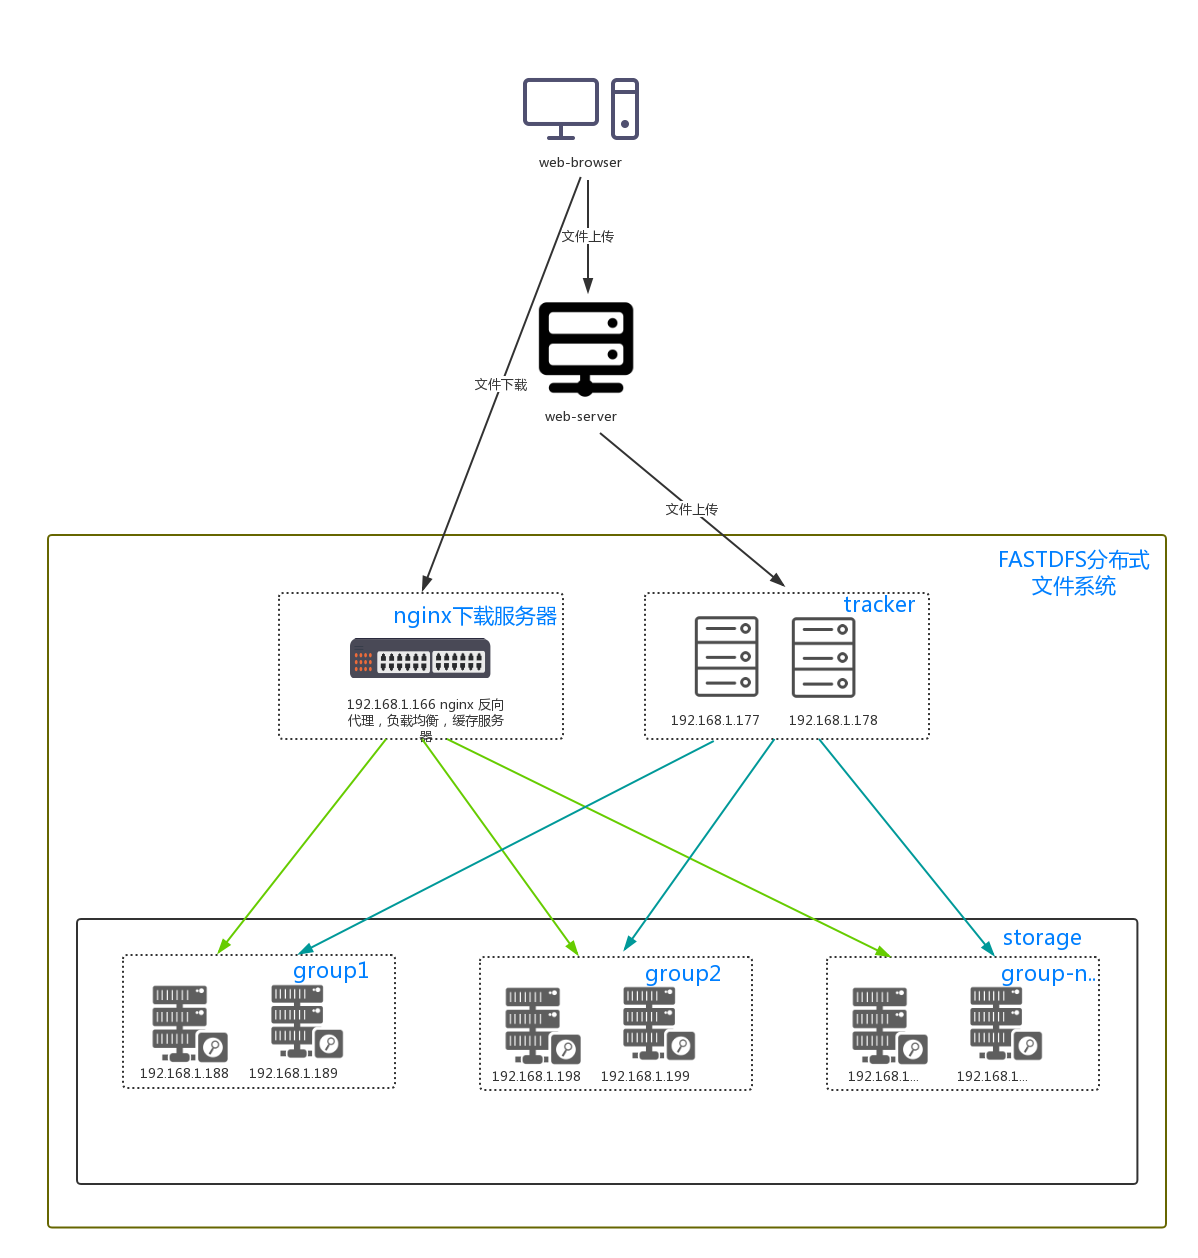 web-browser
文件上传
文件下载
web-server
文件上传
FASTDFS分布式
文件系统
nginx下载服务器
192.168.1.166 nginx 反向
代理，负载均衡，缓存服务
器
tracker
192.168.1.177
192.168.1.178
storage
group1
192.168.1.188
192.168.1.189
group2
192.168.1.198
192.168.1.199
group-n..
192.168.1...
192.168.1...